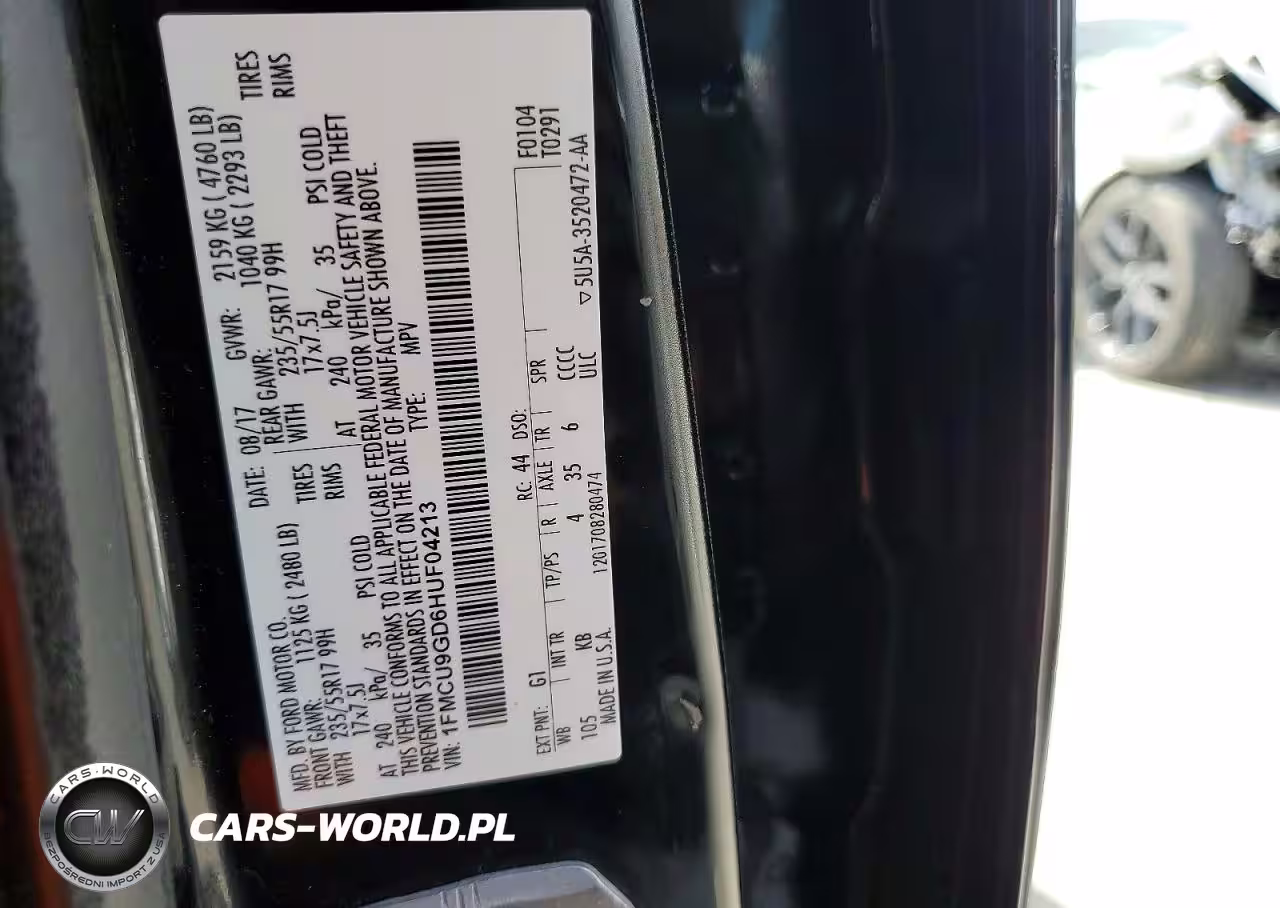 MFD. BY FORD MOTOR CO. DATE: 08/17 GVWR: 2159 KG ( 4760 LB)
FRONT GAWR: 1125 KG ( 2480 LB) REAR GAWR: 1040 KG ( 2293 LB)
WITH 235/55R17 99H TIRES WITH 235/55R17 99H TIRES
17x7.5J RIMS 17x7.5J RIMS
AT 240 kPa/ 35 PSI COLD AT 240 kPa/ 35 PSI COLD
THIS VEHICLE CONFORMS TO ALL APPLICABLE FEDERAL MOTOR VEHICLE SAFETY AND THEFT
PREVENTION STANDARDS IN EFFECT ON THE DATE OF MANUFACTURE SHOWN ABOVE.
VIN: 1FMCU9GD6HUF04213 TYPE: MPV
EXT PNT: G1 RC: 44 DSO: F0104
WB INT TR TP/PS R AXLE TR SPR T0291
105 KB 4 35 6 CCCC
MADE IN U.S.A. 1201708280474 ULC ▽5U5A-3520472-AA
CARS-WORLD
CW
BEZPOŚREDNI IMPORT Z USA
CARS-WORLD.PL